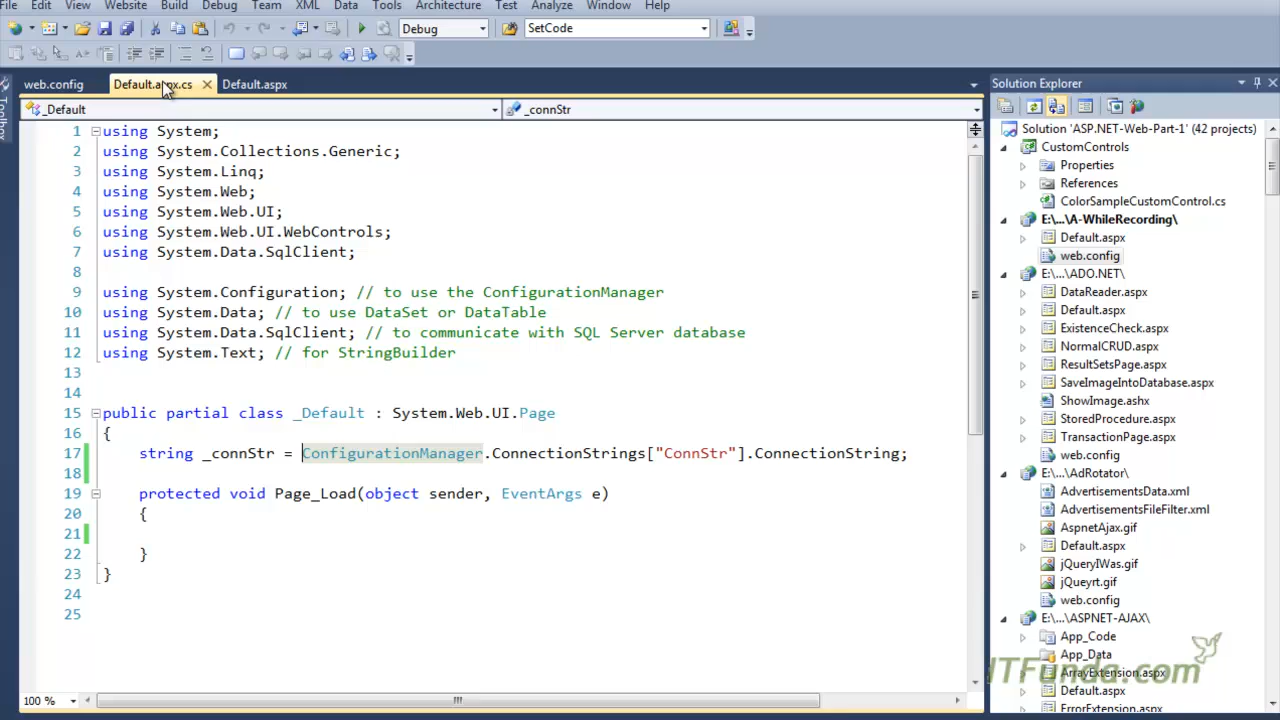 File Edit View Website Build Debug Team XML Data Tools Architecture Test Analyze Window Help
Debug SetCode
web.config Default.aspx.cs Default.aspx
_Default _connStr
1 using System;
2 using System.Collections.Generic;
3 using System.Linq;
4 using System.Web;
5 using System.Web.UI;
6 using System.Web.UI.WebControls;
7 using System.Data.SqlClient;
8
9 using System.Configuration; // to use the ConfigurationManager
10 using System.Data; // to use DataSet or DataTable
11 using System.Data.SqlClient; // to communicate with SQL Server database
12 using System.Text; // for StringBuilder
13
14
15 public partial class _Default : System.Web.UI.Page
16 {
17 string _connStr = ConfigurationManager.ConnectionStrings["ConnStr"].ConnectionString;
18
19 protected void Page_Load(object sender, EventArgs e)
20 {
21
22 }
23 }
24
25
100 %
Toolbox
Solution Explorer
Solution 'ASP.NET-Web-Part-1' (42 projects)
CustomControls
Properties
References
ColorSampleCustomControl.cs
E:\...\A-WhileRecording\
Default.aspx
web.config
E:\...\ADO.NET\
DataReader.aspx
Default.aspx
ExistenceCheck.aspx
NormalCRUD.aspx
ResultSetsPage.aspx
SaveImageIntoDatabase.aspx
ShowImage.ashx
StoredProcedure.aspx
TransactionPage.aspx
web.config
E:\...\AdRotator\
AdvertisementsData.xml
AdvertisementsFileFilter.xml
AspnetAjax.gif
Default.aspx
jQueryIWas.gif
jQueyrt.gif
web.config
E:\...\ASPNET-AJAX\
App_Code
App_Data
ArrayExtension.aspx
Default.aspx
ErrorExtension.aspx
ITFunda.com